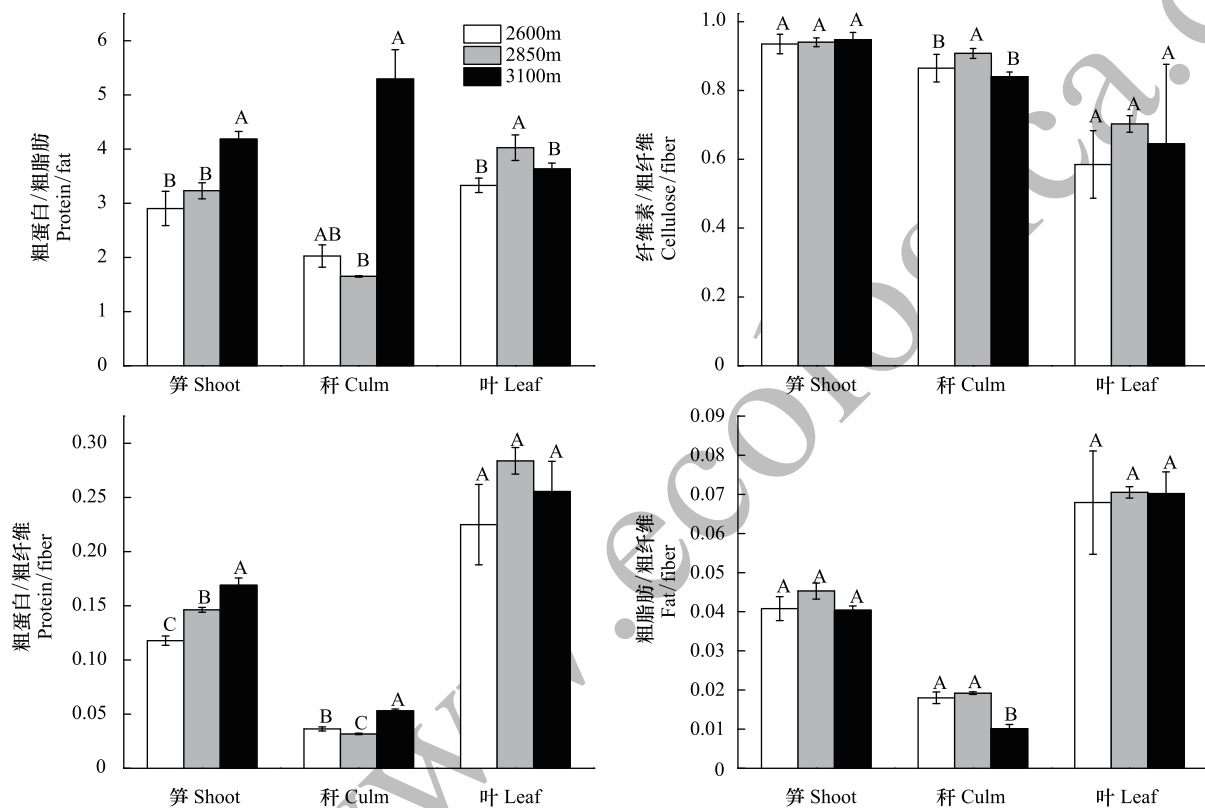 6
5
4
3
2
1
0
粗蛋白/粗脂肪
Protein/fat
2600m
2850m
3100m
B
B
A
AB
B
A
B
A
B
笋 Shoot
秆 Culm
叶 Leaf
1.0
0.8
0.6
0.4
0.2
0
纤维素/粗纤维
Cellulose/fiber
A
A
A
B
A
B
A
A
A
笋 Shoot
秆 Culm
叶 Leaf
0.30
0.25
0.20
0.15
0.10
0.05
0
粗蛋白/粗纤维
Protein/fiber
C
B
A
B
C
A
A
A
A
笋 Shoot
秆 Culm
叶 Leaf
0.09
0.08
0.07
0.06
0.05
0.04
0.03
0.02
0.01
0
粗脂肪/粗纤维
Fat/fiber
A
A
A
A
A
B
A
A
A
笋 Shoot
秆 Culm
叶 Leaf